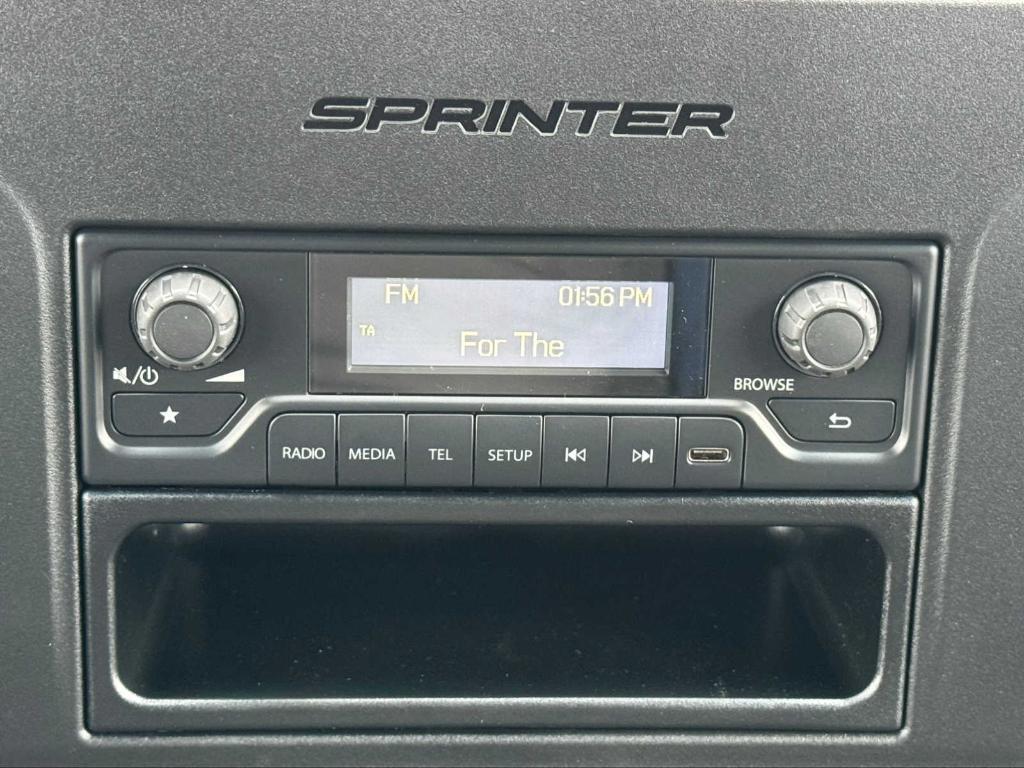 SPRINTER
FM 01:56 PM
TA
For The
BROWSE
RADIO MEDIA TEL SETUP